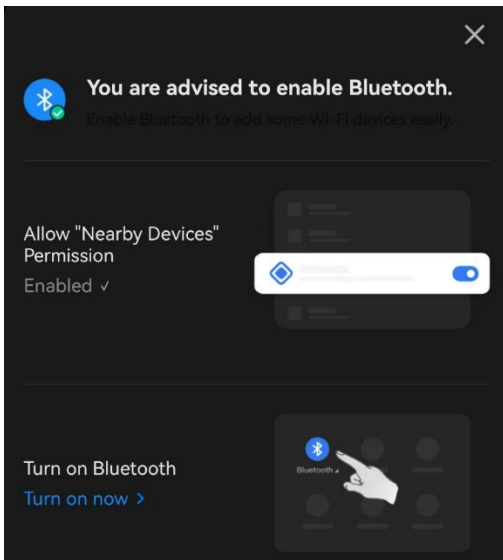 You are advised to enable Bluetooth.
Enable Bluetooth to add some Wi-Fi devices easily.
Allow "Nearby Devices"
Permission
Enabled ✓
Turn on Bluetooth
Bluetooth
Turn on now >